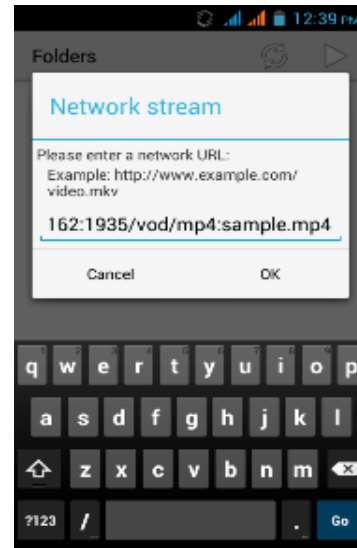 12:39 PM
Folders
Network stream
Please enter a network URL:
Example: http://www.example.com/
video.mkv
162:1935/vod/mp4:sample.mp4
Cancel OK
q w e r t y u i o p
a s d f g h j k l
z x c v b n m
?123 / . Go